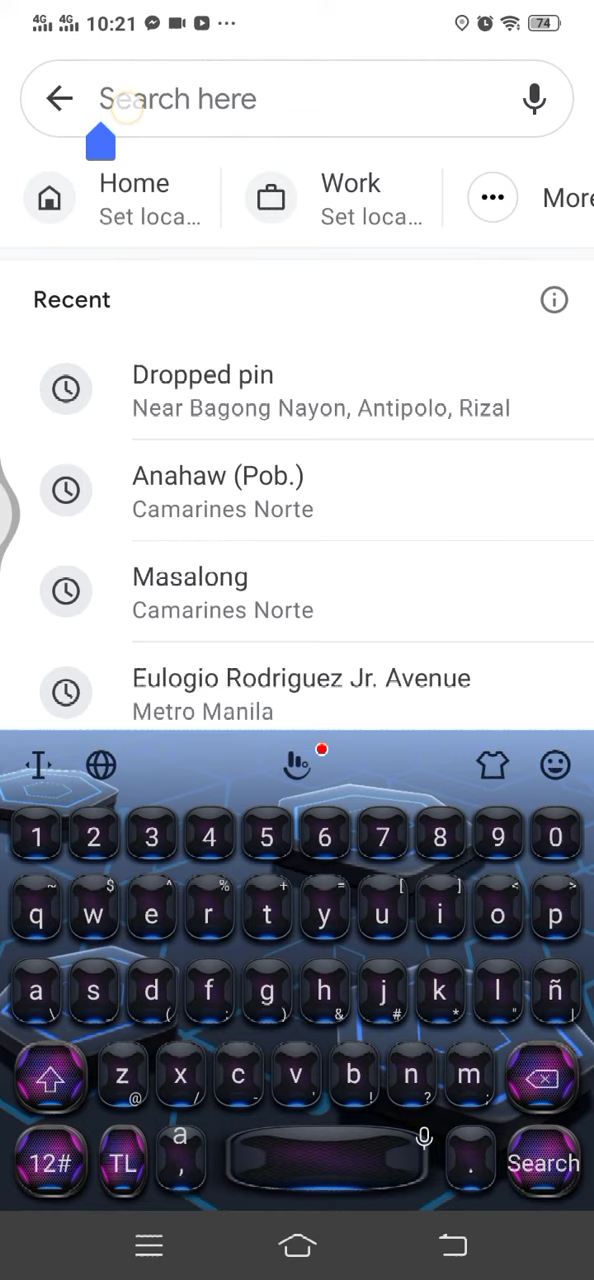 4G 4G 10:21 ... 74
Search here
Home
Set loca...
Work
Set loca...
More
Recent
Dropped pin
Near Bagong Nayon, Antipolo, Rizal
Anahaw (Pob.)
Camarines Norte
Masalong
Camarines Norte
Eulogio Rodriguez Jr. Avenue
Metro Manila
1 2 3 4 5 6 7 8 9 0
~ $ ^ % + = [ ] < >
q w e r t y u i o p
a s d f g h j k l ñ
\ ( : ) & # * " |
z x c v b n m
@ / - ' ! ? ;
12# TL a , . Search